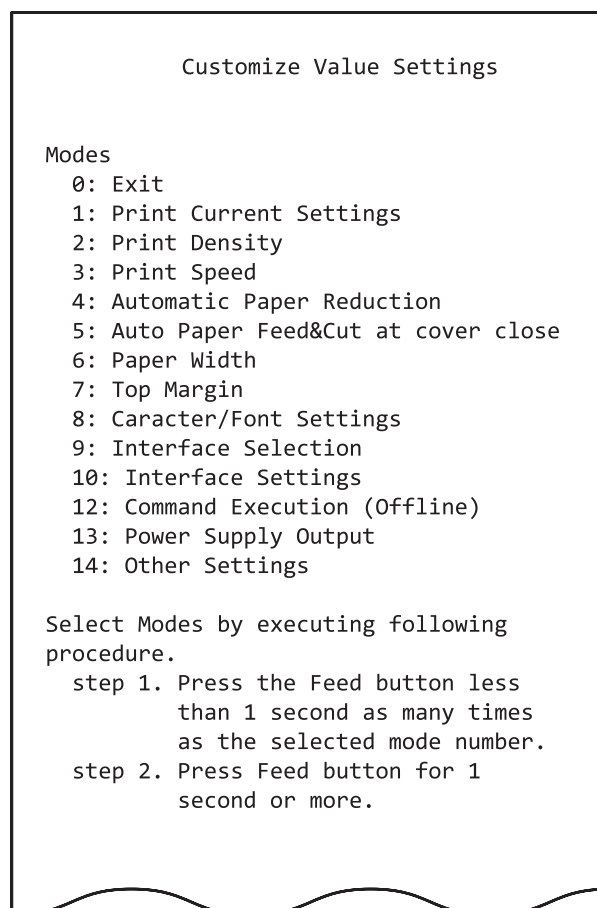 Customize Value Settings
Modes
0: Exit
1: Print Current Settings
2: Print Density
3: Print Speed
4: Automatic Paper Reduction
5: Auto Paper Feed&Cut at cover close
6: Paper Width
7: Top Margin
8: Caracter/Font Settings
9: Interface Selection
10: Interface Settings
12: Command Execution (Offline)
13: Power Supply Output
14: Other Settings
Select Modes by executing following
procedure.
step 1. Press the Feed button less
than 1 second as many times
as the selected mode number.
step 2. Press Feed button for 1
second or more.